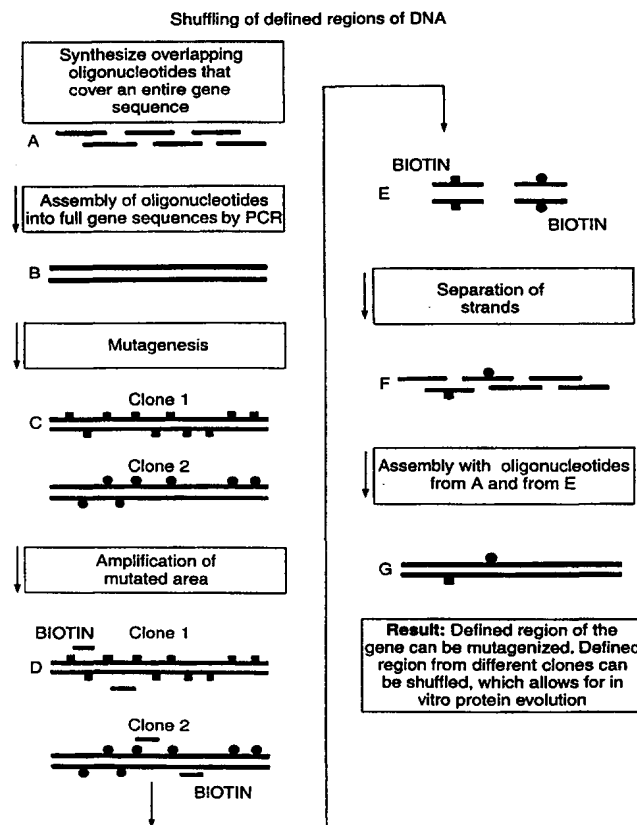 Shuffling of defined regions of DNA
Synthesize overlapping
oligonucleotides that
cover an entire gene
sequence
A
Assembly of oligonucleotides
into full gene sequences by PCR
B
Mutagenesis
Clone 1
C
Clone 2
Amplification of
mutated area
BIOTIN
Clone 1
D
Clone 2
BIOTIN
BIOTIN
E
BIOTIN
Separation of
strands
F
Assembly with oligonucleotides
from A and from E
G
Result: Defined region of the
gene can be mutagenized. Defined
region from different clones can
be shuffled, which allows for in
vitro protein evolution